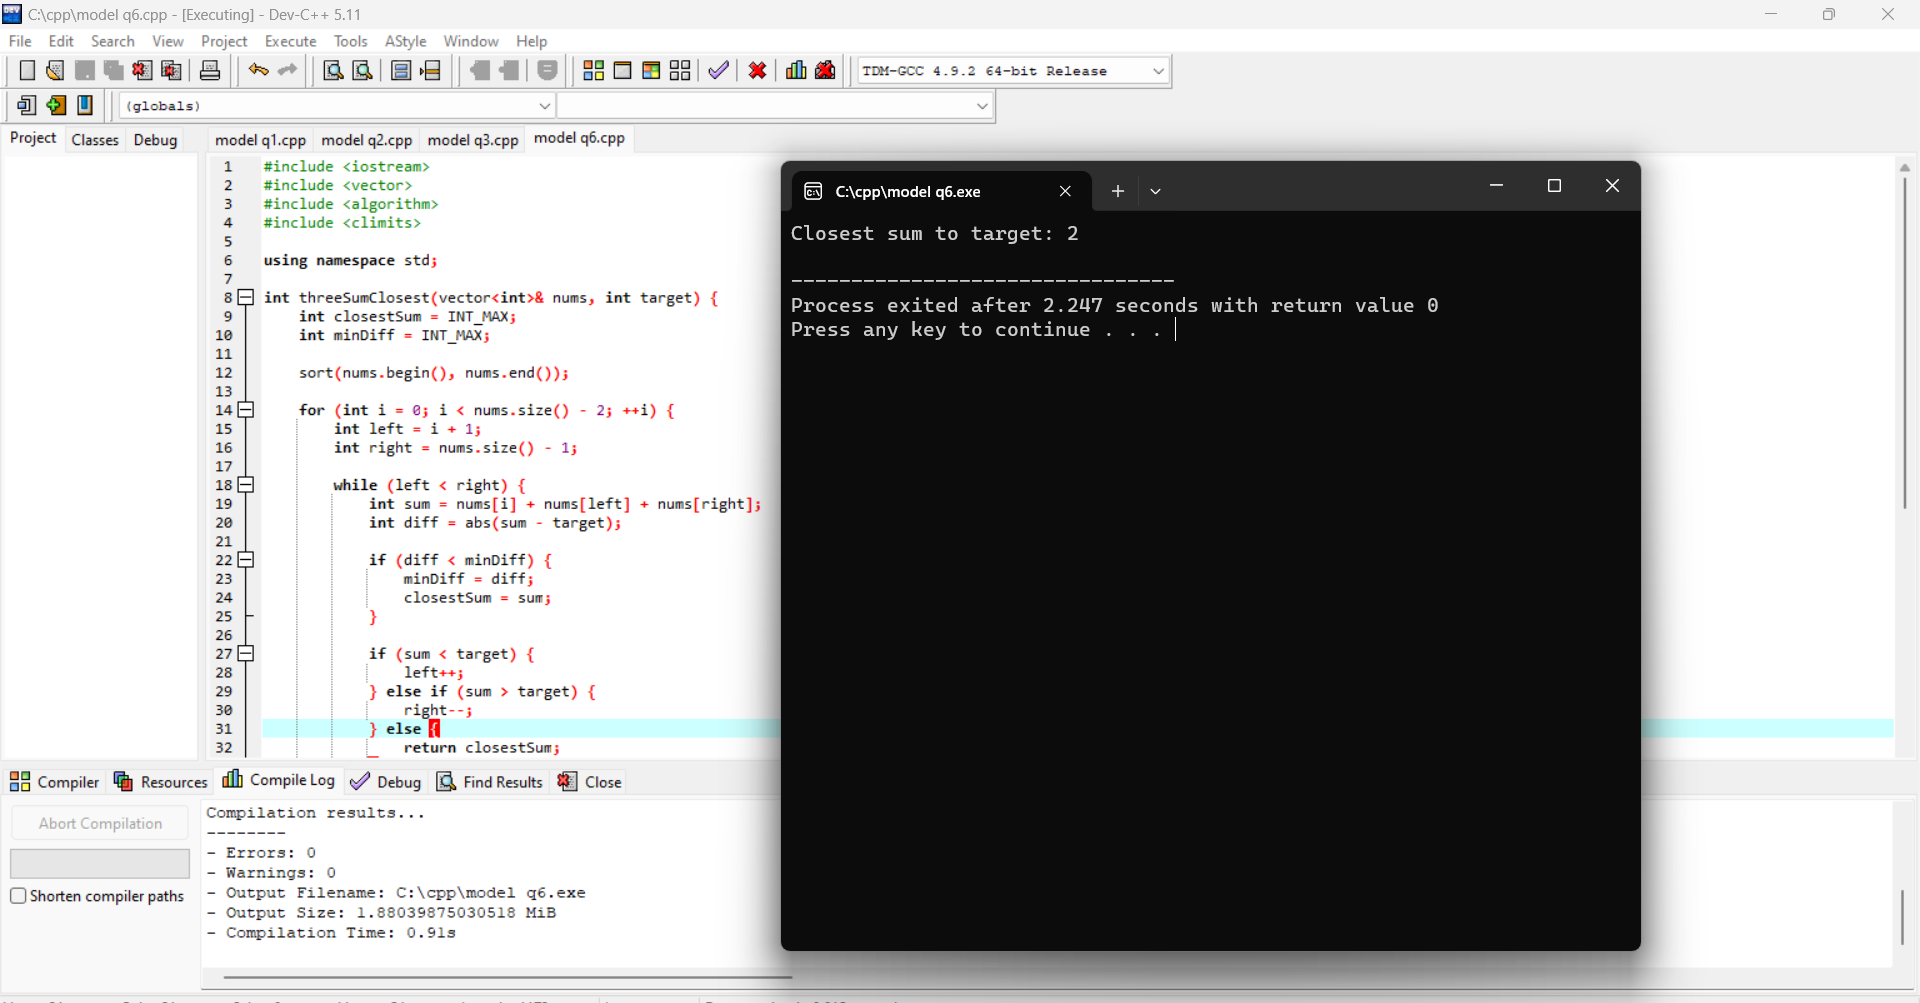 C:\cpp\model q6.cpp - [Executing] - Dev-C++ 5.11
File Edit Search View Project Execute Tools AStyle Window Help
TDM-GCC 4.9.2 64-bit Release
(globals)
Project Classes Debug
model q1.cpp model q2.cpp model q3.cpp model q6.cpp
1 #include <iostream>
2 #include <vector>
3 #include <algorithm>
4 #include <climits>
5
6 using namespace std;
7
8 int threeSumClosest(vector<int>& nums, int target) {
9 int closestSum = INT_MAX;
10 int minDiff = INT_MAX;
11
12 sort(nums.begin(), nums.end());
13
14 for (int i = 0; i < nums.size() - 2; ++i) {
15 int left = i + 1;
16 int right = nums.size() - 1;
17
18 while (left < right) {
19 int sum = nums[i] + nums[left] + nums[right];
20 int diff = abs(sum - target);
21
22 if (diff < minDiff) {
23 minDiff = diff;
24 closestSum = sum;
25 }
26
27 if (sum < target) {
28 left++;
29 } else if (sum > target) {
30 right--;
31 } else {
32 return closestSum;
C:\cpp\model q6.exe
Closest sum to target: 2
--------------------------------
Process exited after 2.247 seconds with return value 0
Press any key to continue . . .
Compiler Resources Compile Log Debug Find Results Close
Abort Compilation
Shorten compiler paths
Compilation results...
--------
- Errors: 0
- Warnings: 0
- Output Filename: C:\cpp\model q6.exe
- Output Size: 1.88039875030518 MiB
- Compilation Time: 0.91s